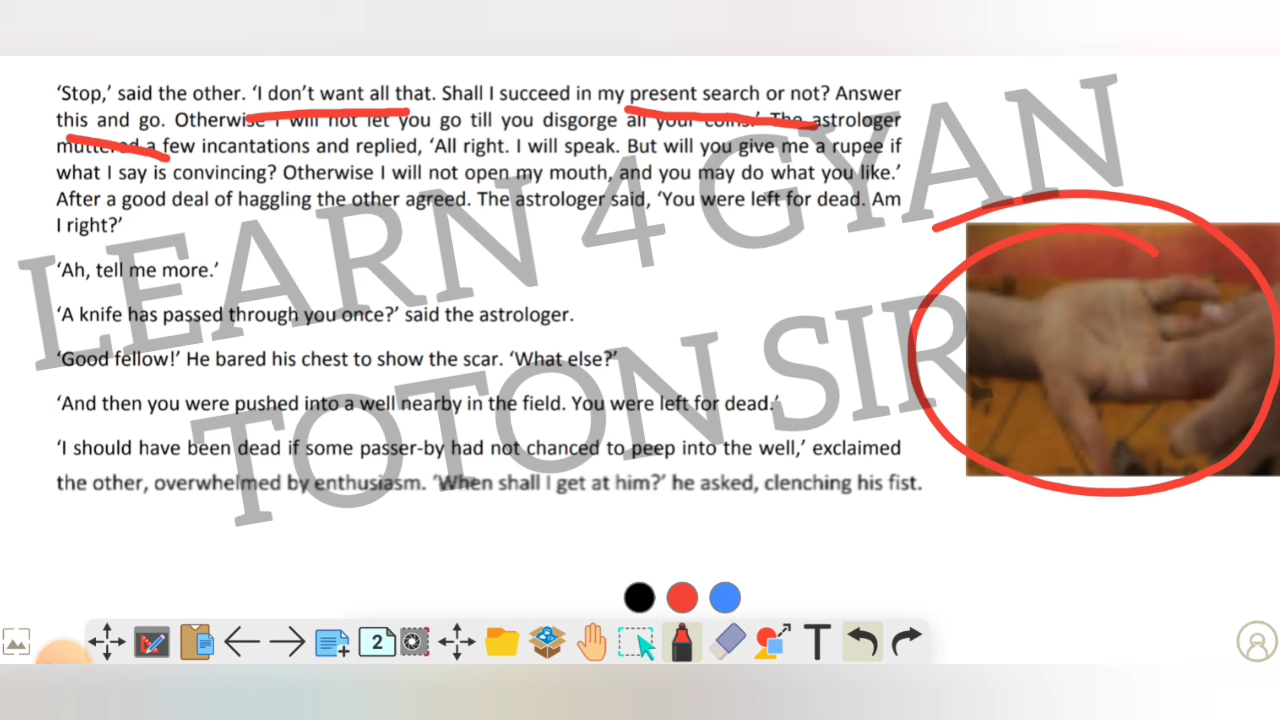 ‘Stop,’ said the other. ‘I don’t want all that. Shall I succeed in my present search or not? Answer
this and go. Otherwise I will not let you go till you disgorge all your coins.’ The astrologer
muttered a few incantations and replied, ‘All right. I will speak. But will you give me a rupee if
what I say is convincing? Otherwise I will not open my mouth, and you may do what you like.’
After a good deal of haggling the other agreed. The astrologer said, ‘You were left for dead. Am
I right?’
‘Ah, tell me more.’
‘A knife has passed through you once?’ said the astrologer.
‘Good fellow!’ He bared his chest to show the scar. ‘What else?’
‘And then you were pushed into a well nearby in the field. You were left for dead.’
‘I should have been dead if some passer-by had not chanced to peep into the well,’ exclaimed
the other, overwhelmed by enthusiasm. ‘When shall I get at him?’ he asked, clenching his fist.
LEARN 4 GYAN
TOTON SIR
2
T